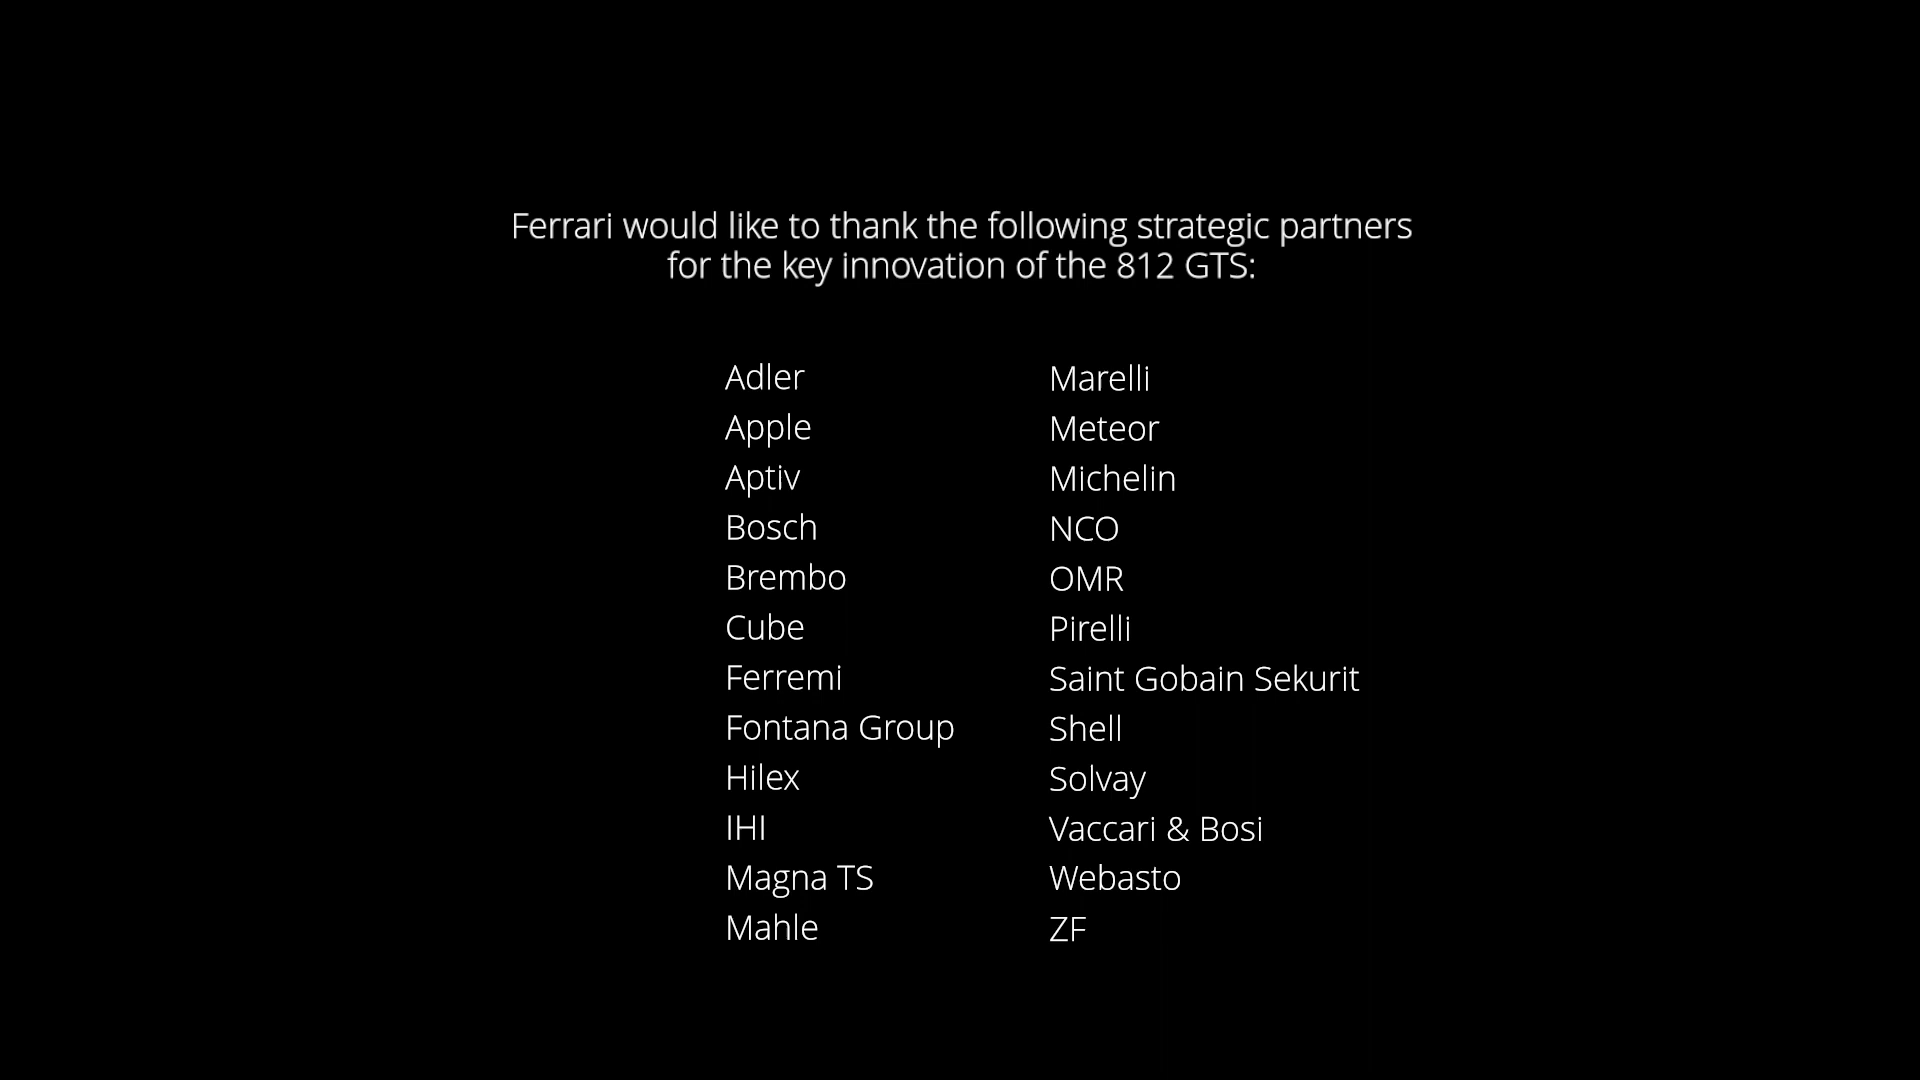 Ferrari would like to thank the following strategic partners
for the key innovation of the 812 GTS:
Adler
Apple
Aptiv
Bosch
Brembo
Cube
Ferremi
Fontana Group
Hilex
IHI
Magna TS
Mahle
Marelli
Meteor
Michelin
NCO
OMR
Pirelli
Saint Gobain Sekurit
Shell
Solvay
Vaccari & Bosi
Webasto
ZF